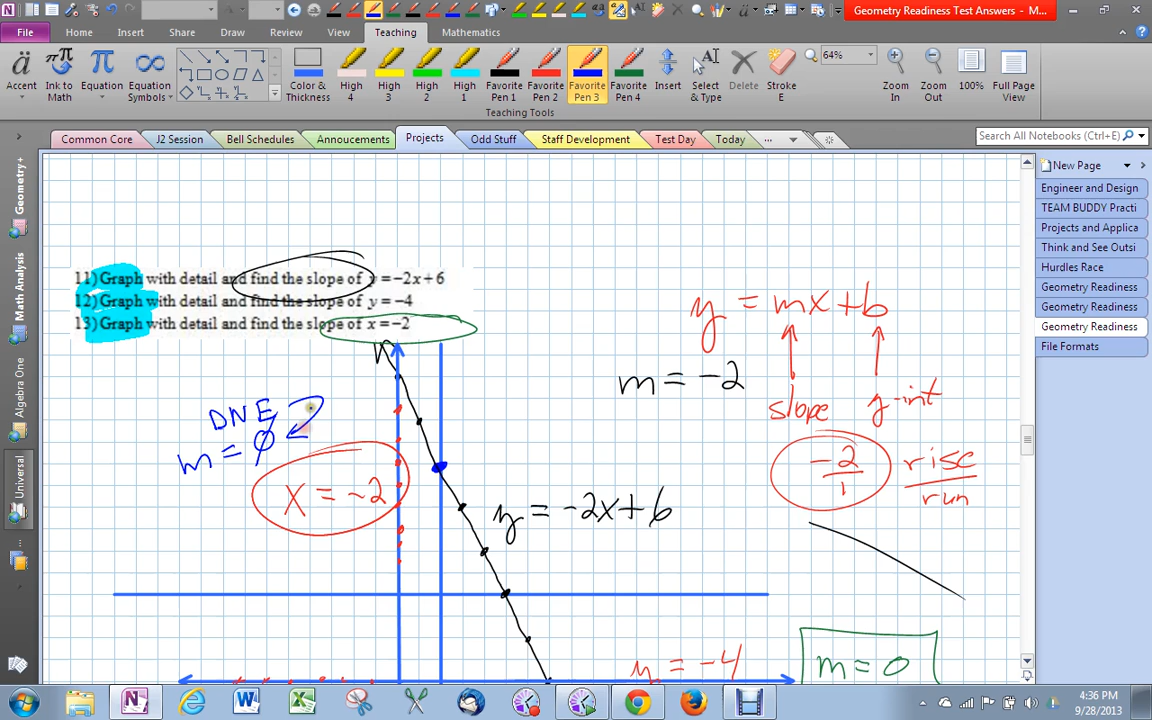 Geometry Readiness Test Answers - M...
File
Home
Insert
Share
Draw
Review
View
Teaching
Mathematics
Accent
Ink to Math
Equation
Equation Symbols
Color & Thickness
High 4
High 3
High 2
High 1
Favorite Pen 1
Favorite Pen 2
Favorite Pen 3
Favorite Pen 4
Insert
Select & Type
Delete
Stroke E
64%
Zoom In
Zoom Out
100%
Full Page View
Teaching Tools
Common Core
J2 Session
Bell Schedules
Annoucements
Projects
Odd Stuff
Staff Development
Test Day
Today
...
Search All Notebooks (Ctrl+E)
New Page
Engineer and Design
TEAM BUDDY Practi
Projects and Applica
Think and See Outsi
Hurdles Race
Geometry Readiness
Geometry Readiness
Geometry Readiness
File Formats
Geometry+
Math Analysis
Algebra One
Universal
11) Graph with detail and find the slope of y = −2x + 6
12) Graph with detail and find the slope of y = −4
13) Graph with detail and find the slope of x = −2
y = mx + b
m = -2
slope
y-int
DNE
m = ∅
-2/1
rise/run
x = -2
y = -2x + 6
y = -4
m = 0
4:36 PM
9/28/2013